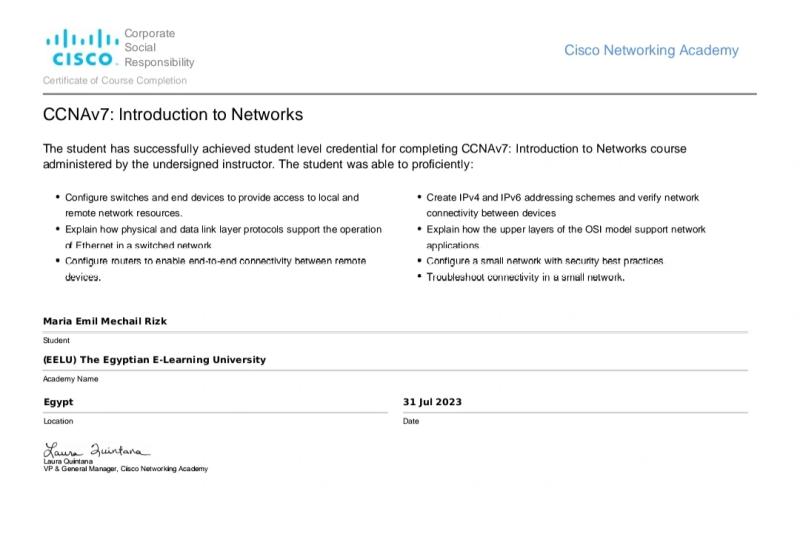 Corporate
Social
Responsibility
CISCO
Cisco Networking Academy
Certificate of Course Completion
CCNAv7: Introduction to Networks
The student has successfully achieved student level credential for completing CCNAv7: Introduction to Networks course
administered by the undersigned instructor. The student was able to proficiently:
• Configure switches and end devices to provide access to local and
remote network resources.
• Explain how physical and data link layer protocols support the operation
of Ethernet in a switched network
• Configure routers to enable end-to-end connectivity between remote
devices.
• Create IPv4 and IPv6 addressing schemes and verify network
connectivity between devices
• Explain how the upper layers of the OSI model support network
applications
• Configure a small network with security best practices
• Troubleshoot connectivity in a small network.
Maria Emil Mechail Rizk
Student
(EELU) The Egyptian E-Learning University
Academy Name
Egypt
Location
31 Jul 2023
Date
Laura Quintana
Laura Quintana
VP & General Manager, Cisco Networking Academy